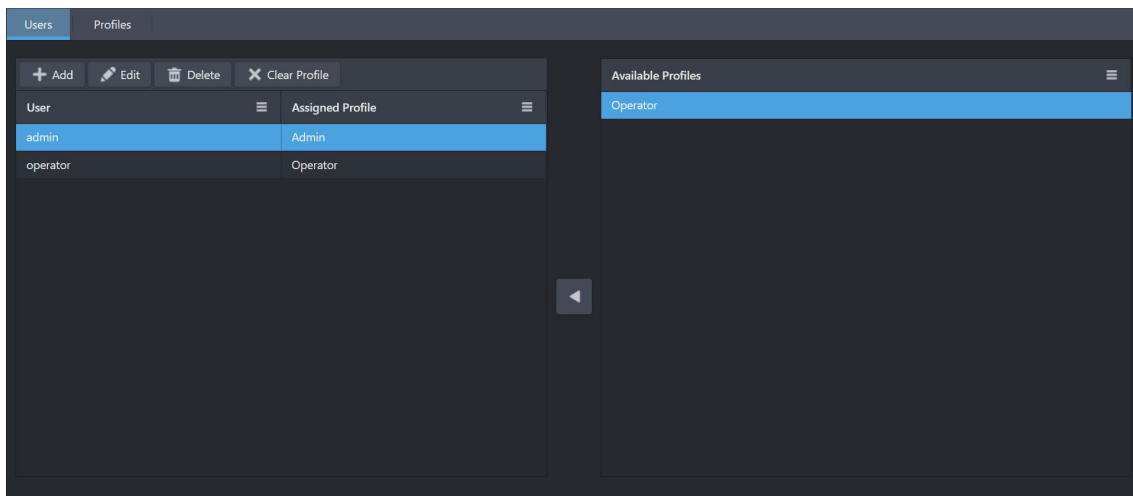 Users Profiles
Add Edit Delete Clear Profile
User Assigned Profile
admin Admin
operator Operator
Available Profiles
Operator